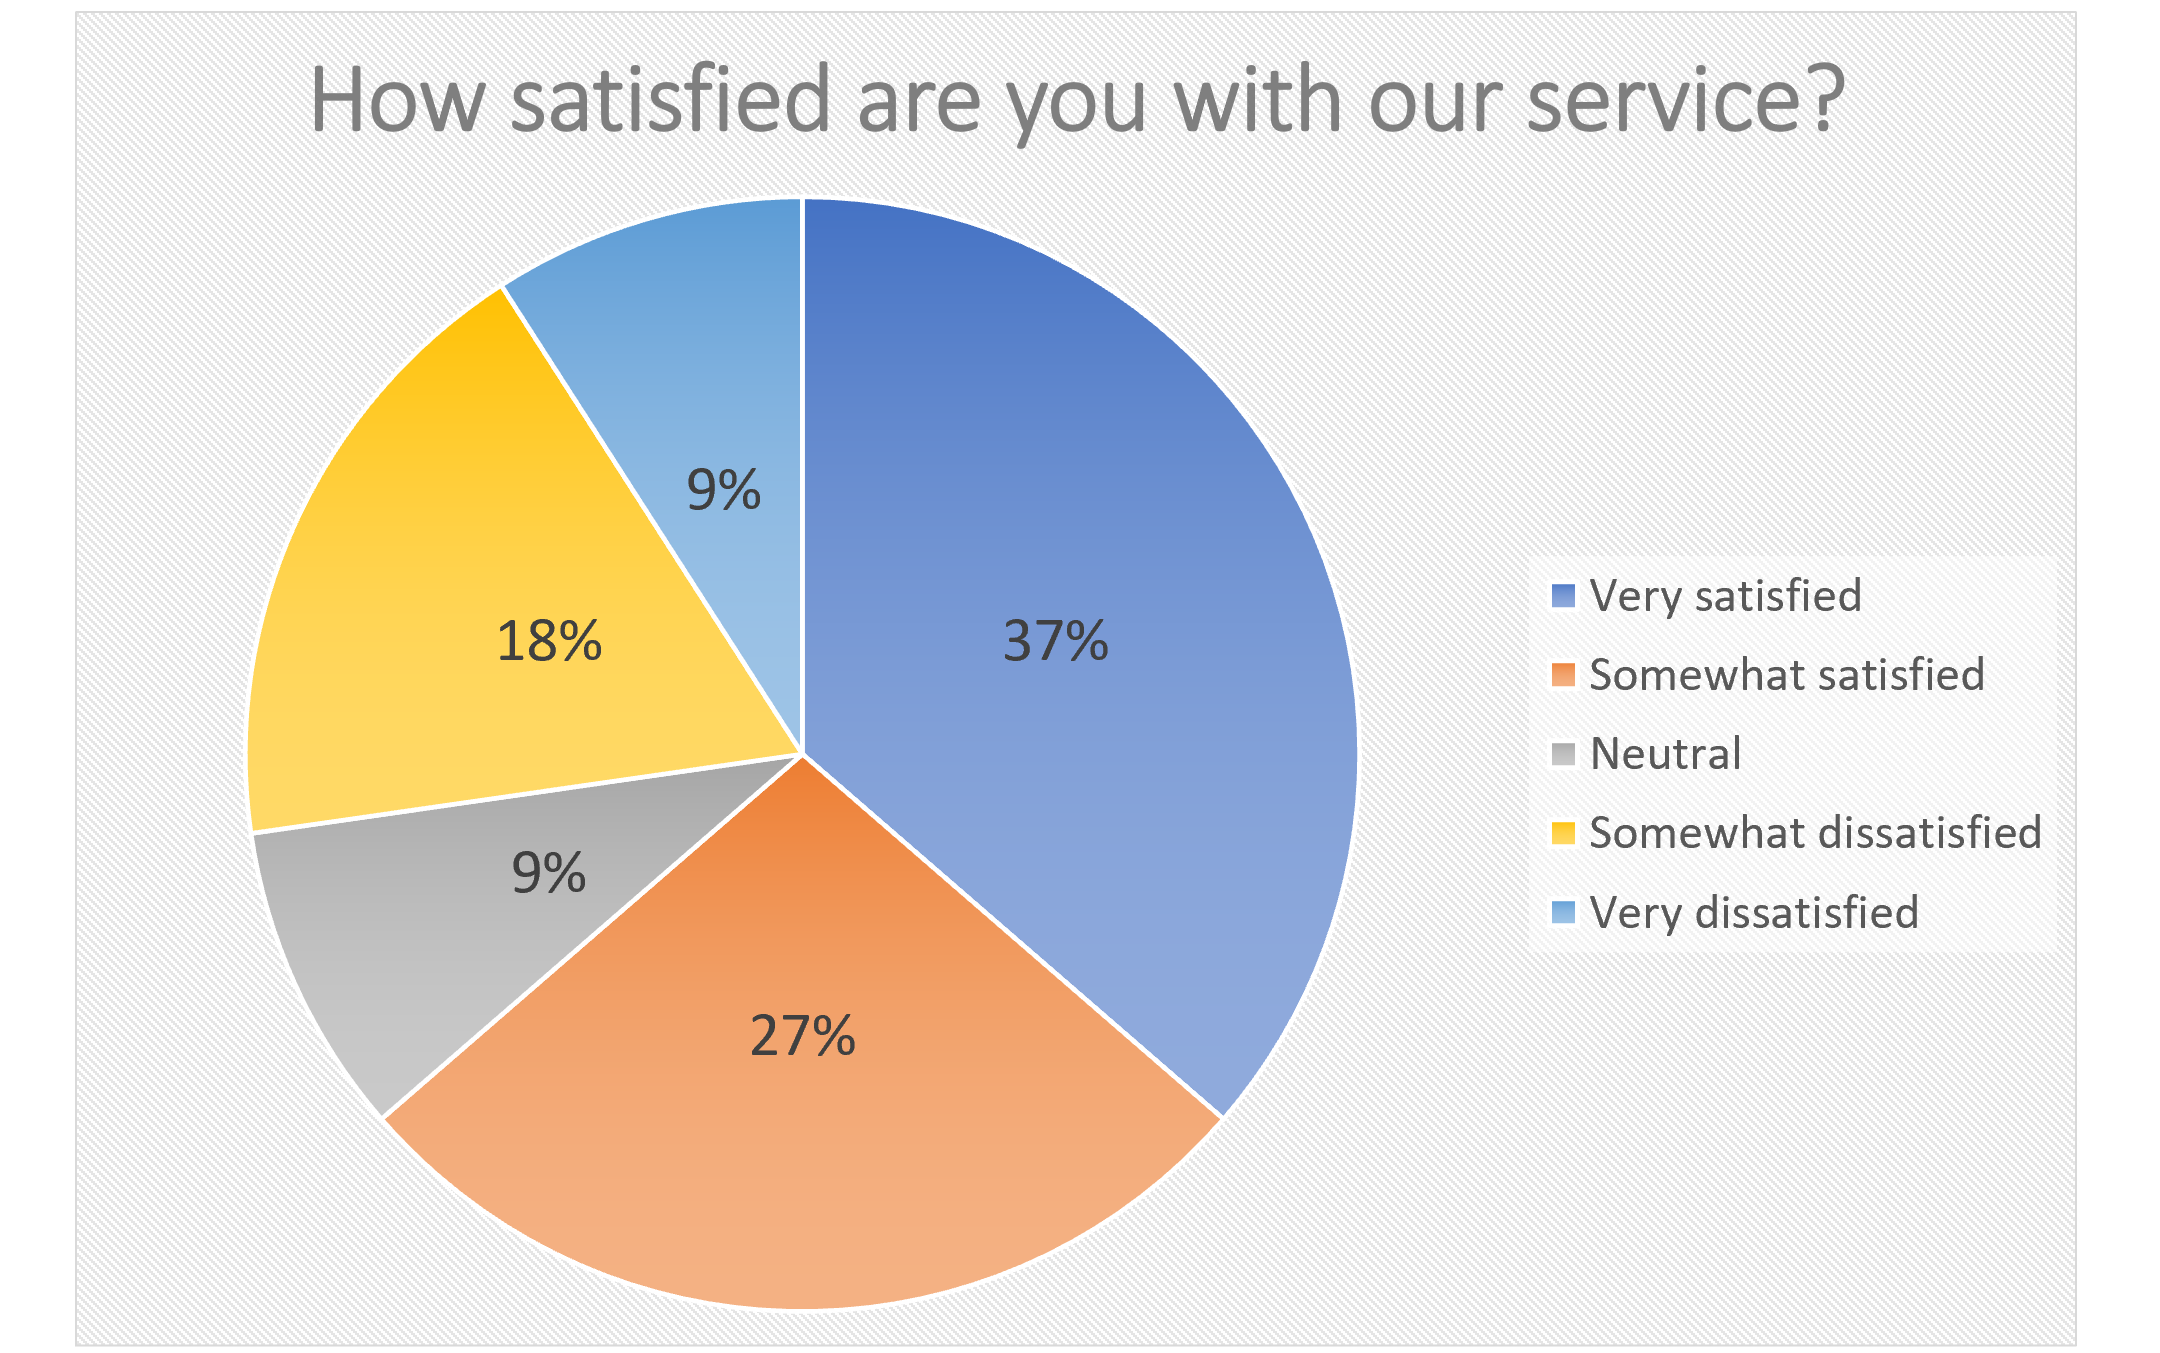 How satisfied are you with our service?
9%
37%
18%
9%
27%
Very satisfied
Somewhat satisfied
Neutral
Somewhat dissatisfied
Very dissatisfied